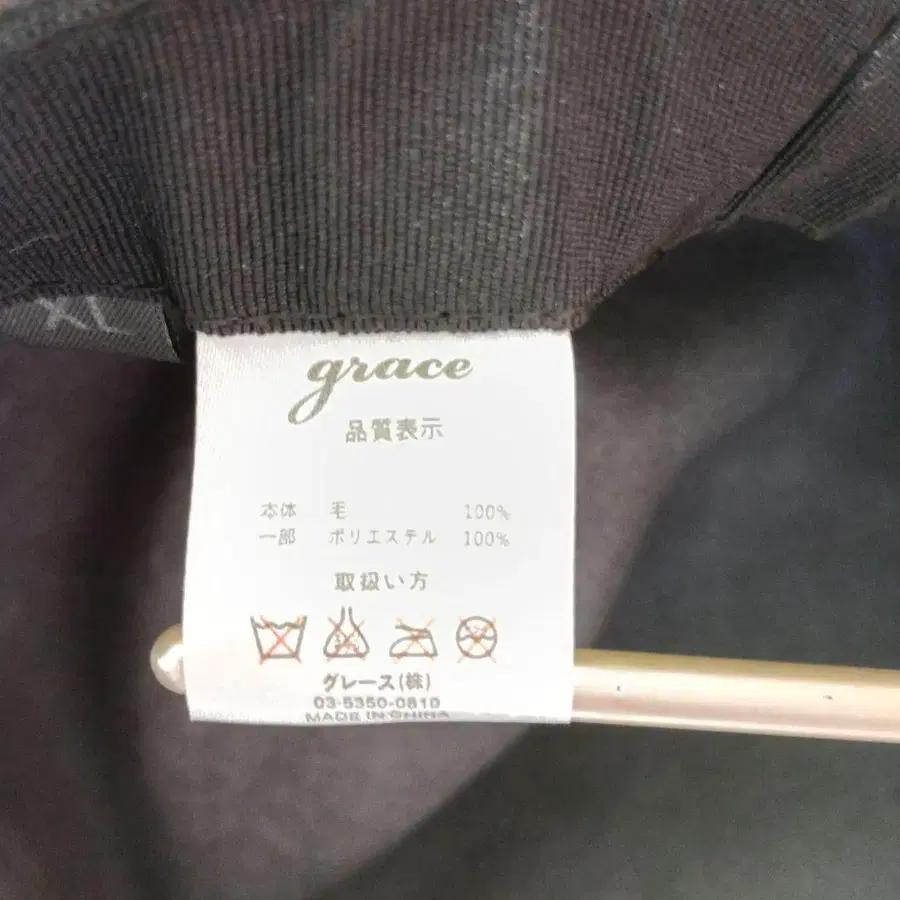 XL
grace
品質表示
本体 毛 100%
一部 ポリエステル 100%
取扱い方
グレース(株)
03-5350-0810
MADE IN CHINA